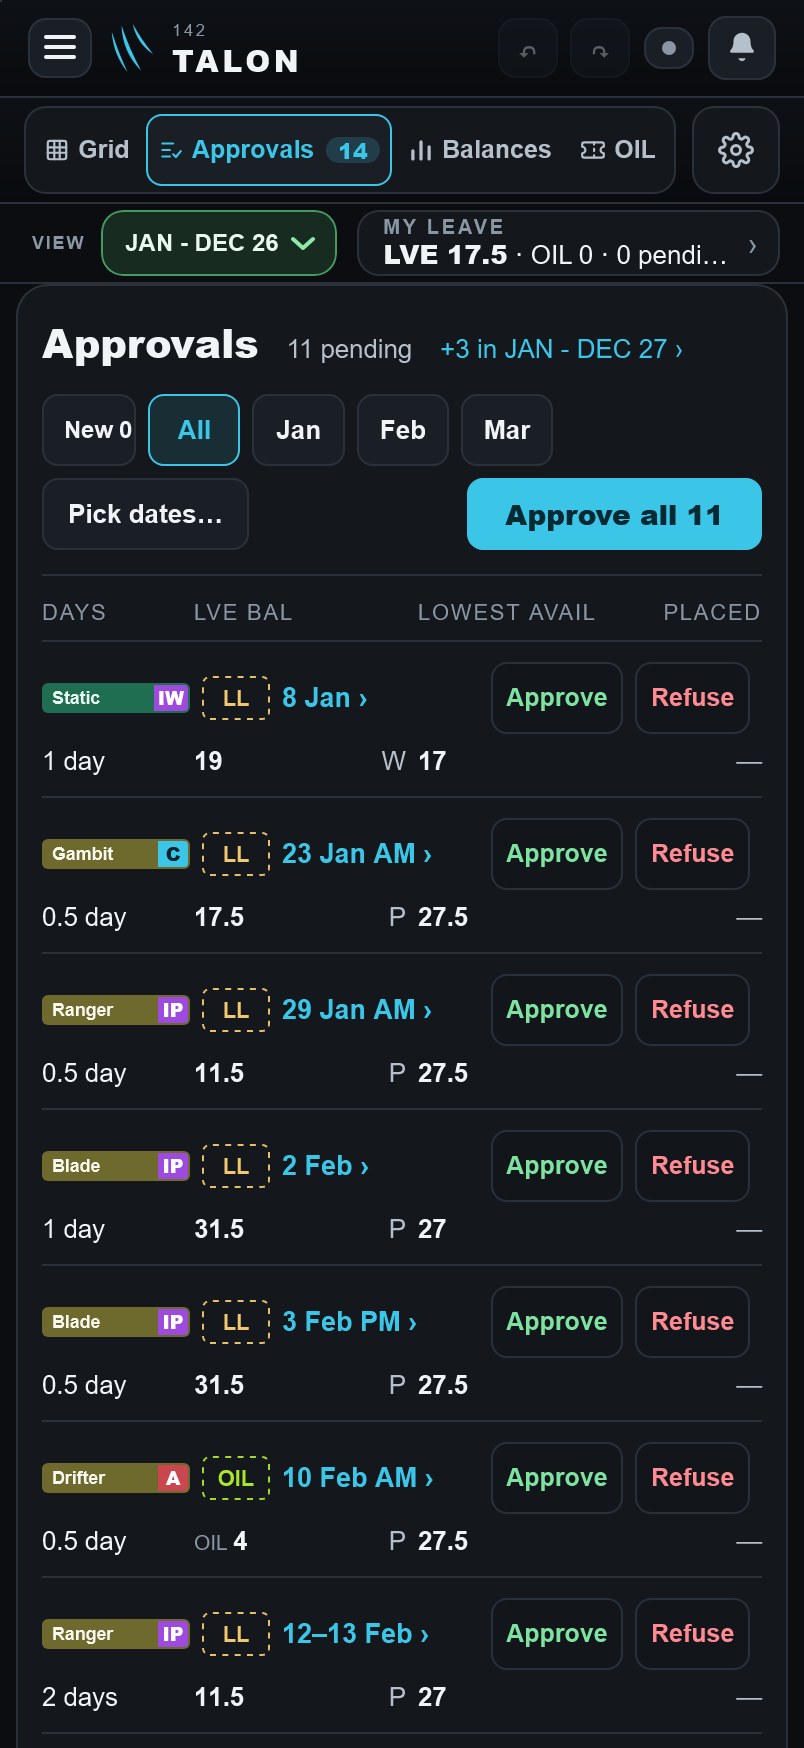 142
TALON
Grid
Approvals 14
Balances
OIL
VIEW
JAN - DEC 26
MY LEAVE
LVE 17.5 · OIL 0 · 0 pendi… ›
Approvals 11 pending +3 in JAN - DEC 27 ›
New 0 All Jan Feb Mar
Pick dates… Approve all 11
DAYS LVE BAL LOWEST AVAIL PLACED
Static IW LL 8 Jan › Approve Refuse
1 day 19 W 17 —
Gambit C LL 23 Jan AM › Approve Refuse
0.5 day 17.5 P 27.5 —
Ranger IP LL 29 Jan AM › Approve Refuse
0.5 day 11.5 P 27.5 —
Blade IP LL 2 Feb › Approve Refuse
1 day 31.5 P 27 —
Blade IP LL 3 Feb PM › Approve Refuse
0.5 day 31.5 P 27.5 —
Drifter A OIL 10 Feb AM › Approve Refuse
0.5 day OIL 4 P 27.5 —
Ranger IP LL 12–13 Feb › Approve Refuse
2 days 11.5 P 27 —